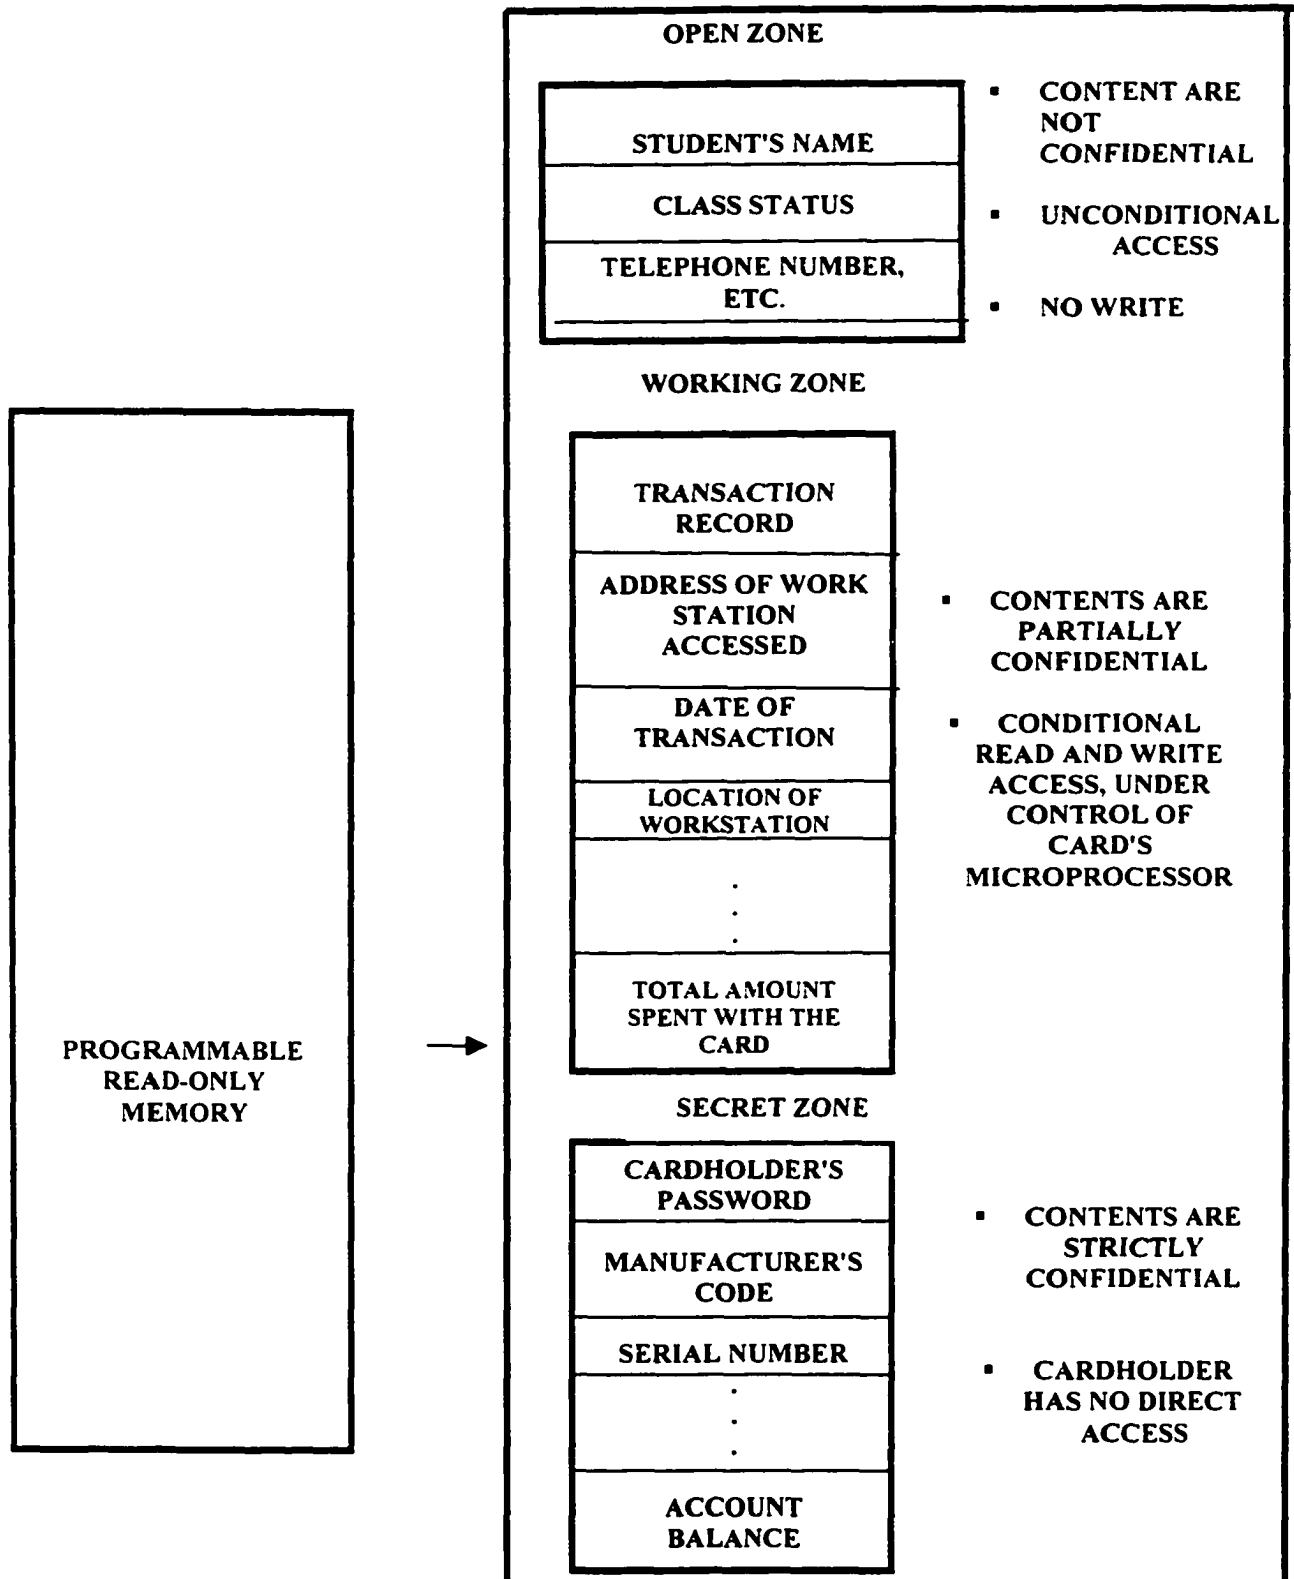 OPEN ZONE
STUDENT'S NAME
CLASS STATUS
TELEPHONE NUMBER,
ETC.
▪ CONTENT ARE
NOT
CONFIDENTIAL
▪ UNCONDITIONAL
ACCESS
▪ NO WRITE
WORKING ZONE
TRANSACTION
RECORD
ADDRESS OF WORK
STATION
ACCESSED
DATE OF
TRANSACTION
LOCATION OF
WORKSTATION
.
.
.
TOTAL AMOUNT
SPENT WITH THE
CARD
▪ CONTENTS ARE
PARTIALLY
CONFIDENTIAL
▪ CONDITIONAL
READ AND WRITE
ACCESS, UNDER
CONTROL OF
CARD'S
MICROPROCESSOR
PROGRAMMABLE
READ-ONLY
MEMORY
SECRET ZONE
CARDHOLDER'S
PASSWORD
MANUFACTURER'S
CODE
SERIAL NUMBER
.
.
.
ACCOUNT
BALANCE
▪ CONTENTS ARE
STRICTLY
CONFIDENTIAL
▪ CARDHOLDER
HAS NO DIRECT
ACCESS